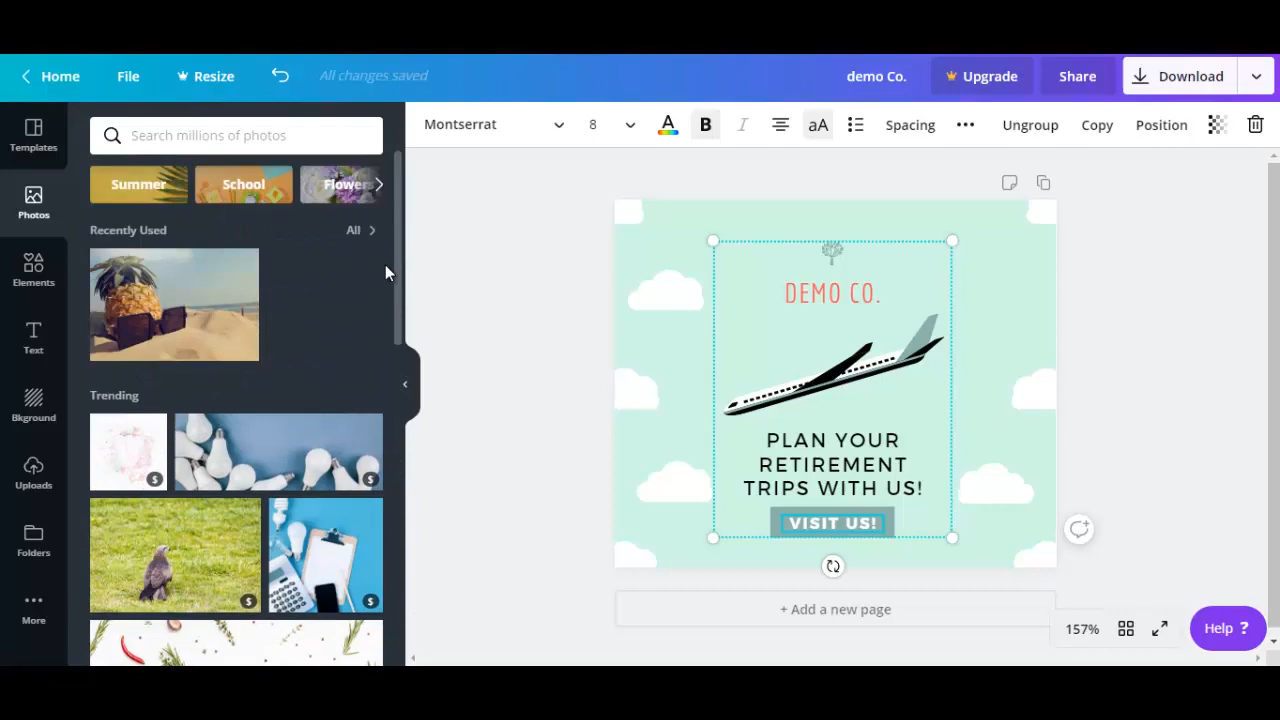 Home File Resize All changes saved demo Co. Upgrade Share Download
Templates
Photos
Elements
Text
Bkground
Uploads
Folders
More
Search millions of photos
Summer School Flowers
Recently Used All
Trending
$ $
$ $
Montserrat 8 A B I aA Spacing ••• Ungroup Copy Position
DEMO CO.
PLAN YOUR
RETIREMENT
TRIPS WITH US!
VISIT US!
+ Add a new page
157% Help ?